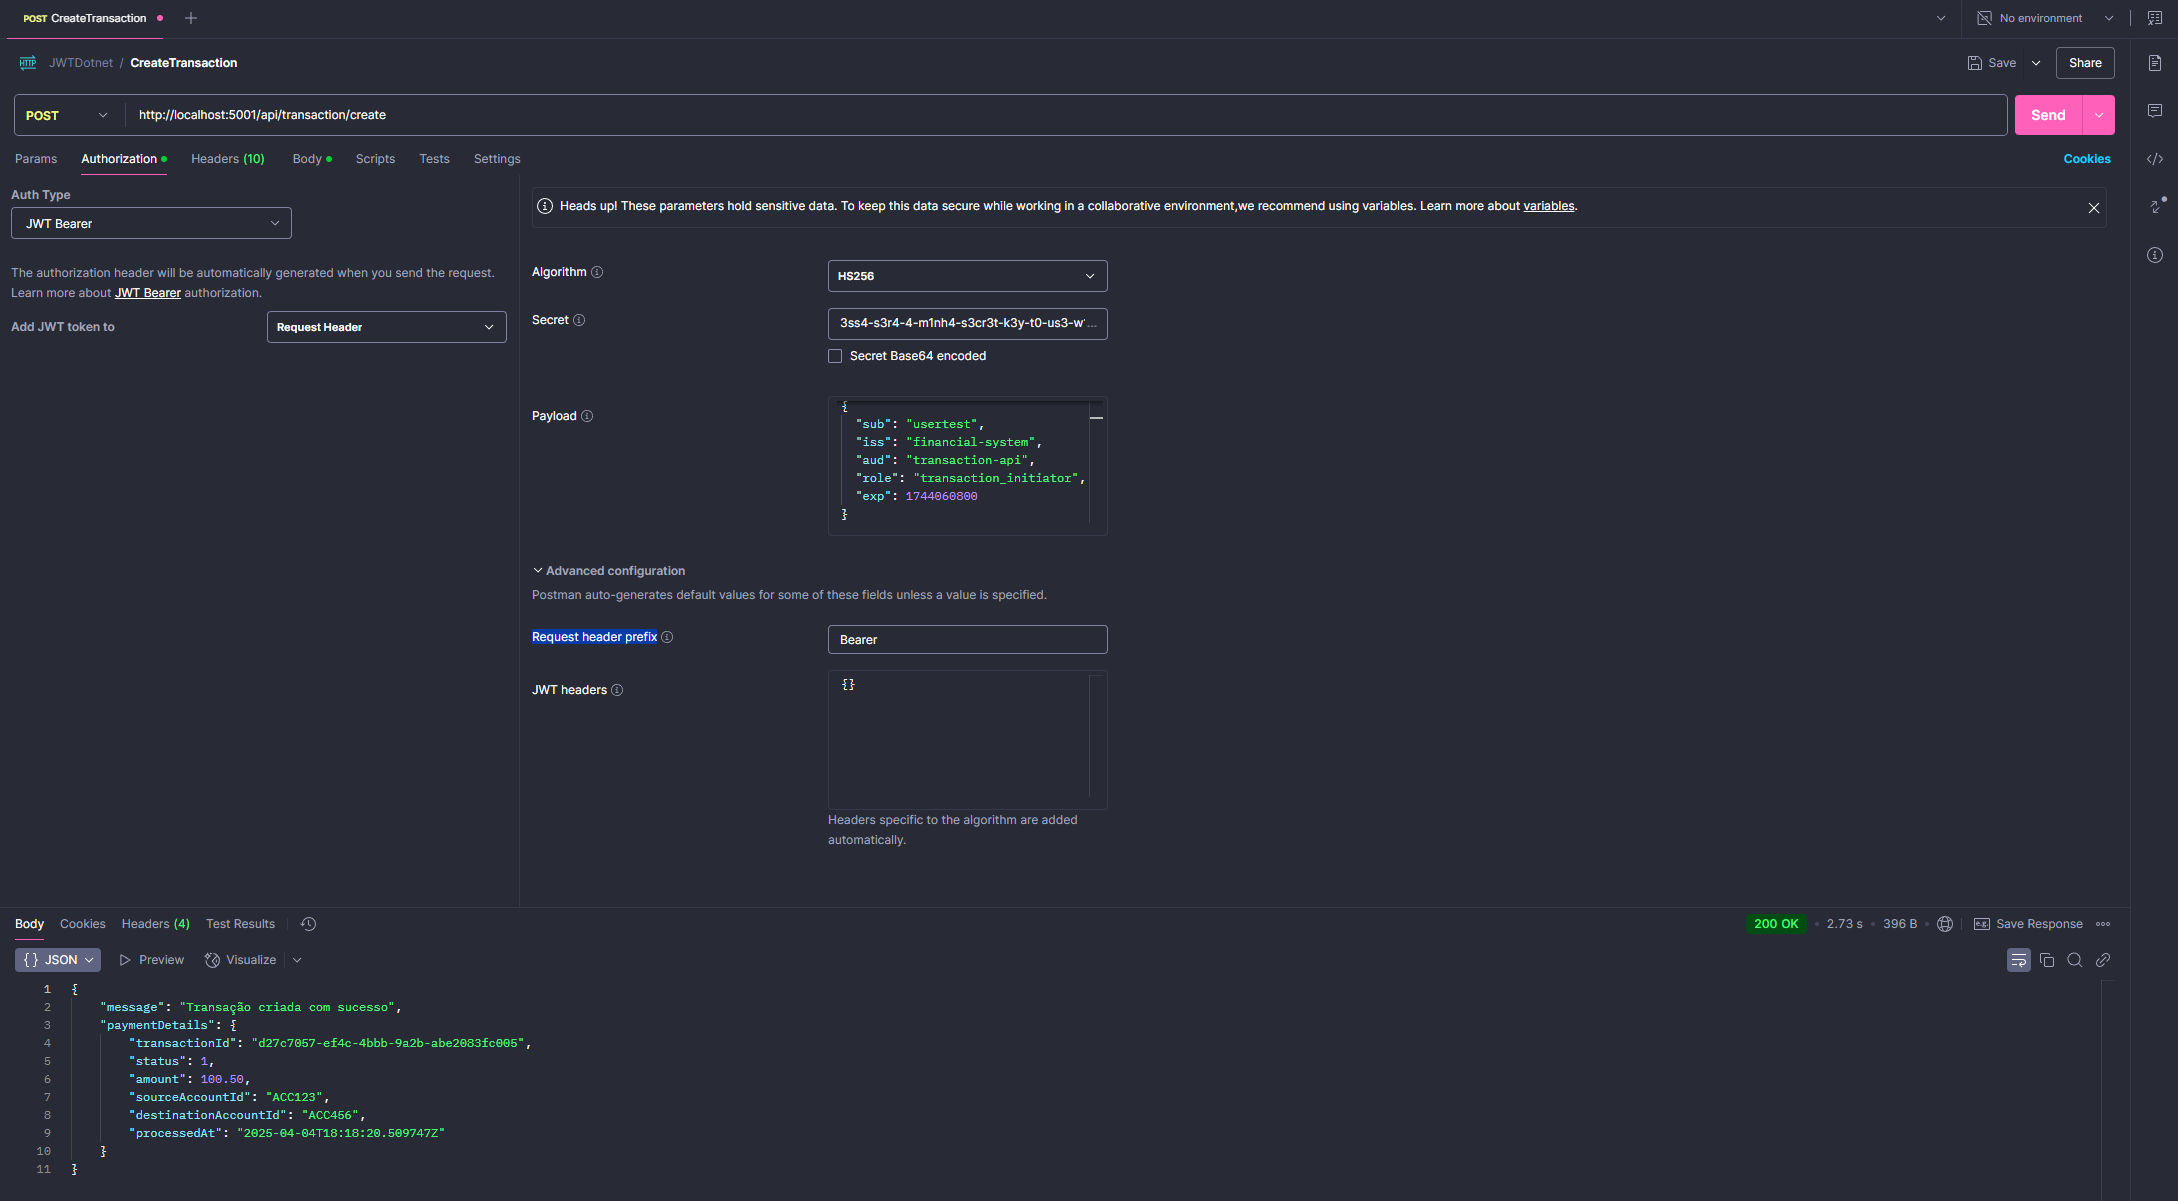 POST CreateTransaction
No environment
HTTP JWTDotnet / CreateTransaction
Save
Share
POST http://localhost:5001/api/transaction/create
Send
Params Authorization Headers (10) Body Scripts Tests Settings
Cookies
Auth Type
JWT Bearer
The authorization header will be automatically generated when you send the request.
Learn more about JWT Bearer authorization.
Add JWT token to
Request Header
Heads up! These parameters hold sensitive data. To keep this data secure while working in a collaborative environment,we recommend using variables. Learn more about variables.
Algorithm
HS256
Secret
3ss4-s3r4-4-m1nh4-s3cr3t-k3y-t0-us3-w...
Secret Base64 encoded
Payload
{
"sub": "usertest",
"iss": "financial-system",
"aud": "transaction-api",
"role": "transaction_initiator",
"exp": 1744060800
}
Advanced configuration
Postman auto-generates default values for some of these fields unless a value is specified.
Request header prefix
Bearer
JWT headers
{}
Headers specific to the algorithm are added
automatically.
Body Cookies Headers (4) Test Results
200 OK • 2.73 s • 396 B •
e.g. Save Response
{} JSON Preview Visualize
1 {
2 "message": "Transação criada com sucesso",
3 "paymentDetails": {
4 "transactionId": "d27c7057-ef4c-4bbb-9a2b-abe2083fc005",
5 "status": 1,
6 "amount": 100.50,
7 "sourceAccountId": "ACC123",
8 "destinationAccountId": "ACC456",
9 "processedAt": "2025-04-04T18:18:20.509747Z"
10 }
11 }